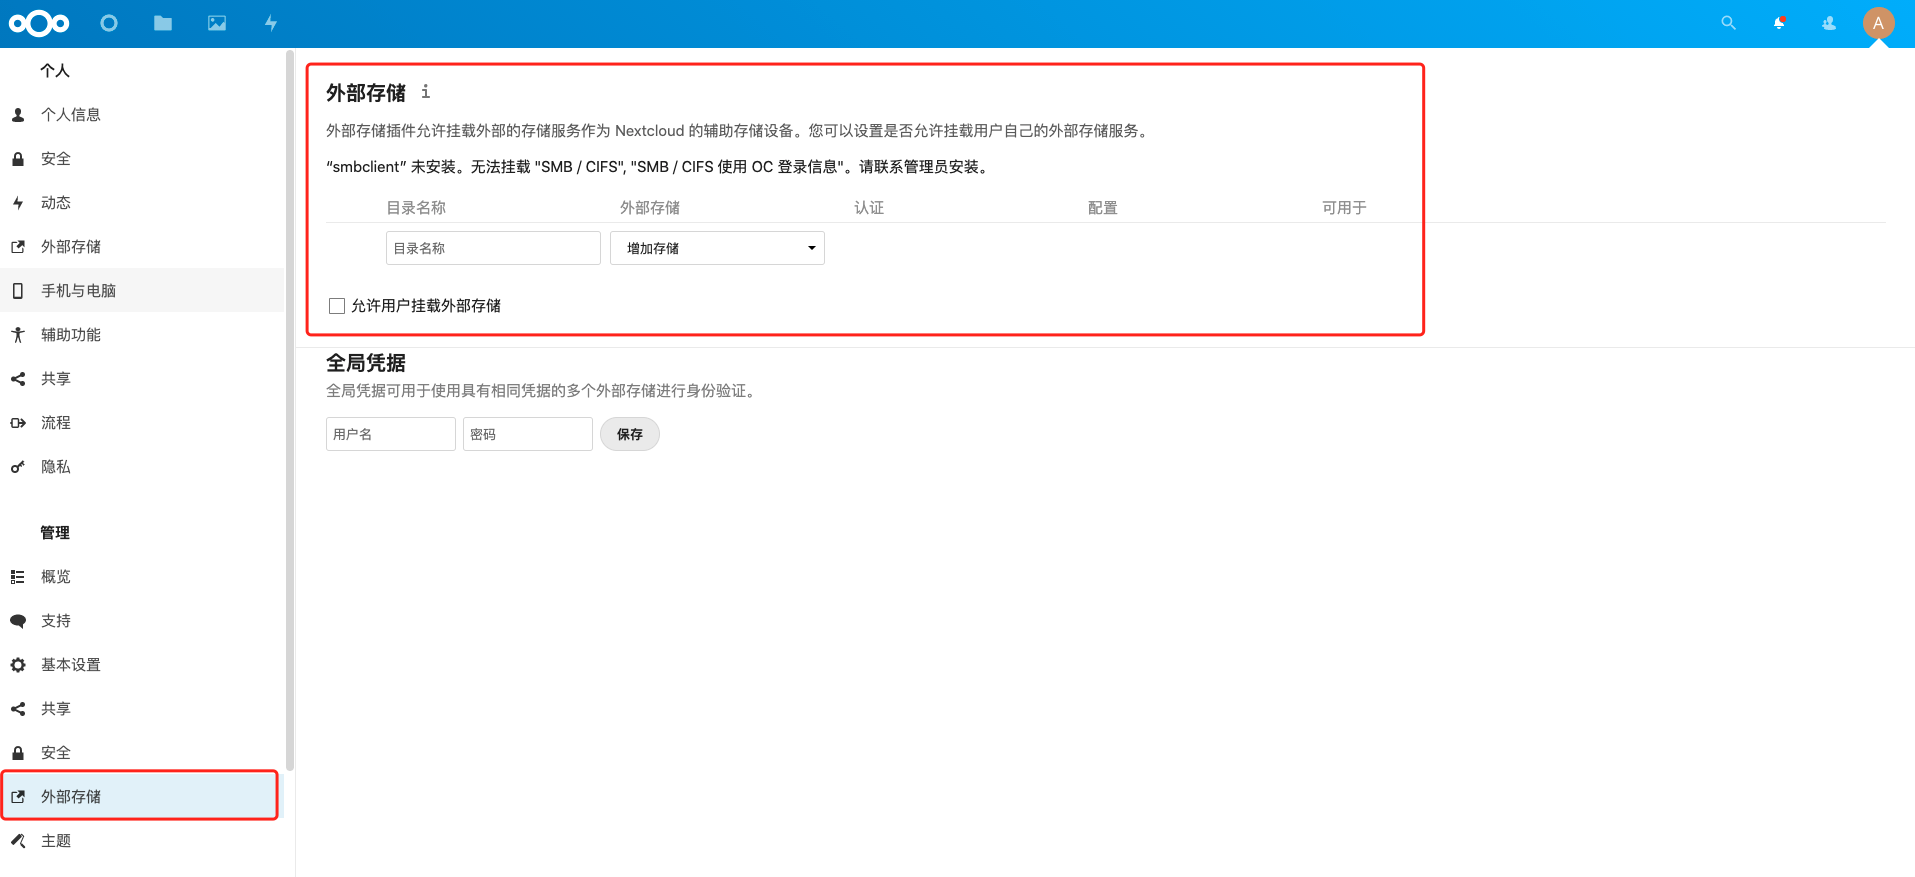 A
个人
个人信息
安全
动态
外部存储
手机与电脑
辅助功能
共享
流程
隐私
管理
概览
支持
基本设置
共享
安全
外部存储
主题
外部存储 i
外部存储插件允许挂载外部的存储服务作为 Nextcloud 的辅助存储设备。您可以设置是否允许挂载用户自己的外部存储服务。
“smbclient” 未安装。无法挂载 "SMB / CIFS", "SMB / CIFS 使用 OC 登录信息"。请联系管理员安装。
目录名称 外部存储 认证 配置 可用于
目录名称 增加存储
允许用户挂载外部存储
全局凭据
全局凭据可用于使用具有相同凭据的多个外部存储进行身份验证。
用户名 密码 保存